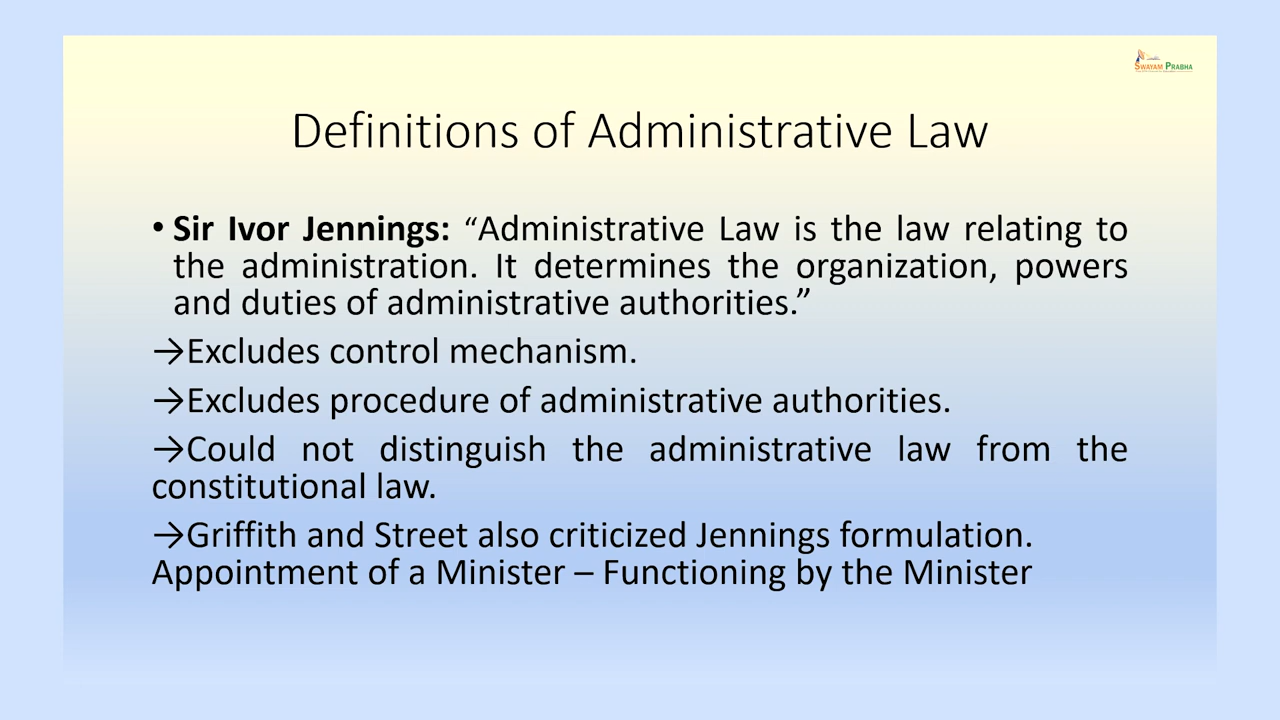 SWAYAM PRABHA
Definitions of Administrative Law
• Sir Ivor Jennings: “Administrative Law is the law relating to
the administration. It determines the organization, powers
and duties of administrative authorities.”
→Excludes control mechanism.
→Excludes procedure of administrative authorities.
→Could not distinguish the administrative law from the
constitutional law.
→Griffith and Street also criticized Jennings formulation.
Appointment of a Minister – Functioning by the Minister